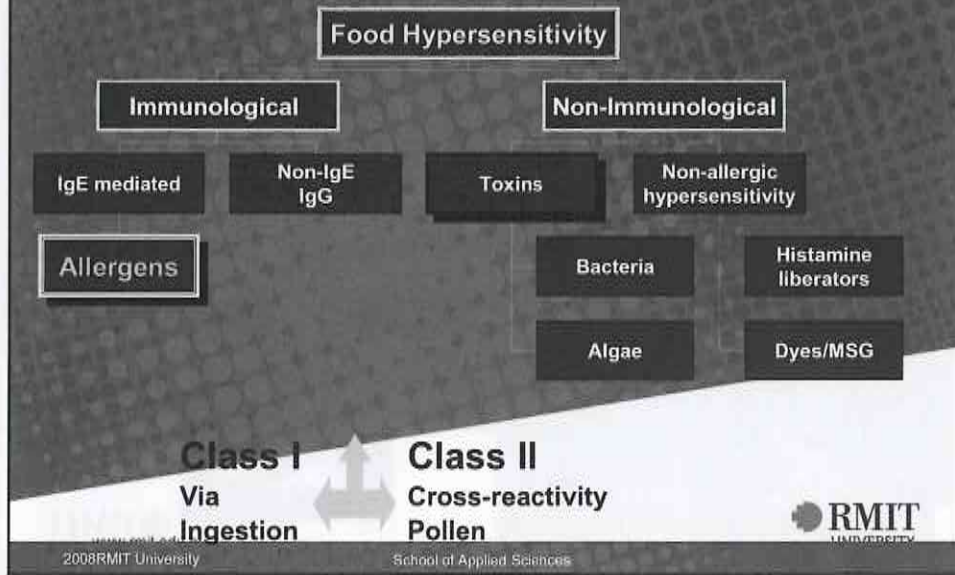 Food Hypersensitivity
Immunological
Non-Immunological
IgE mediated
Non-IgE
IgG
Toxins
Non-allergic
hypersensitivity
Allergens
Bacteria
Histamine
liberators
Algae
Dyes/MSG
Class I
Via
Ingestion
Class II
Cross-reactivity
Pollen
RMIT
UNIVERSITY
2008RMIT University
School of Applied Sciences